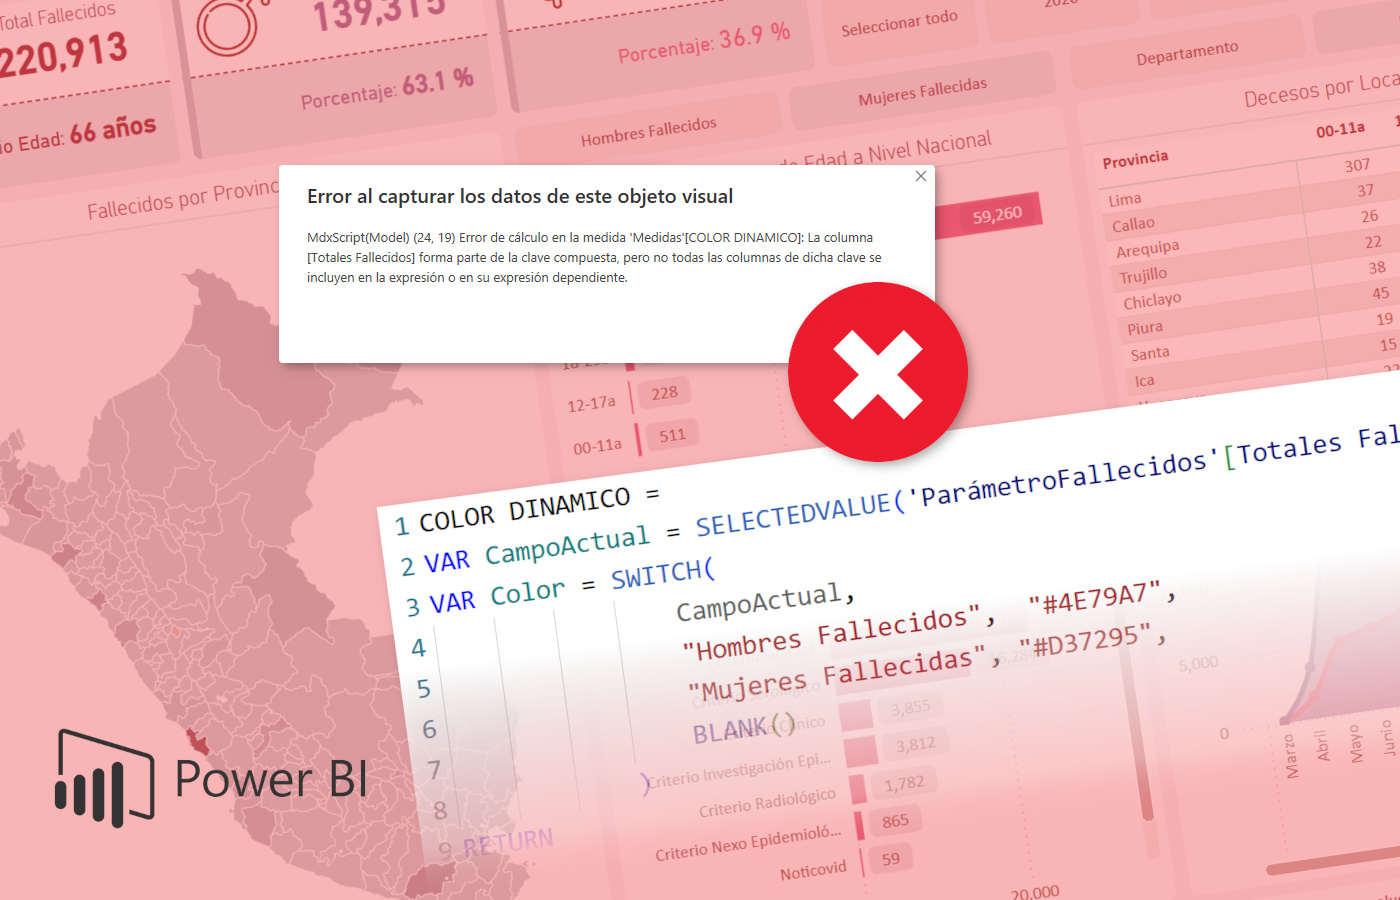 Total Fallecidos
220,913
Edad: 66 años
139,315
Porcentaje: 63.1 %
Porcentaje: 36.9 %
Seleccionar todo
2020
Hombres Fallecidos
Mujeres Fallecidas
Departamento
Fallecidos por Provinc
de Edad a Nivel Nacional
59,260
12-17a
228
00-11a
511
Decesos por Loca
Provincia
00-11a
Lima
307
Callao
37
Arequipa
26
Trujillo
22
Chiclayo
38
Piura
45
Santa
19
Ica
15
Error al capturar los datos de este objeto visual
MdxScript(Model) (24, 19) Error de cálculo en la medida 'Medidas'[COLOR DINAMICO]: La columna
[Totales Fallecidos] forma parte de la clave compuesta, pero no todas las columnas de dicha clave se
incluyen en la expresión o en su expresión dependiente.
1 COLOR DINAMICO =
2 VAR CampoActual = SELECTEDVALUE('ParámetroFallecidos'[Totales Fal
3 VAR Color = SWITCH(
4 CampoActual,
5 "Hombres Fallecidos", "#4E79A7",
6 "Mujeres Fallecidas", "#D37295",
7 BLANK()
8 )
9 RETURN
3,855
Clínico
3,812
Criterio Investigación Epi...
1,782
Criterio Radiológico
865
Criterio Nexo Epidemioló...
59
Noticovid
20,000
5,000
0
Marzo
Abril
Mayo
Junio
Power BI